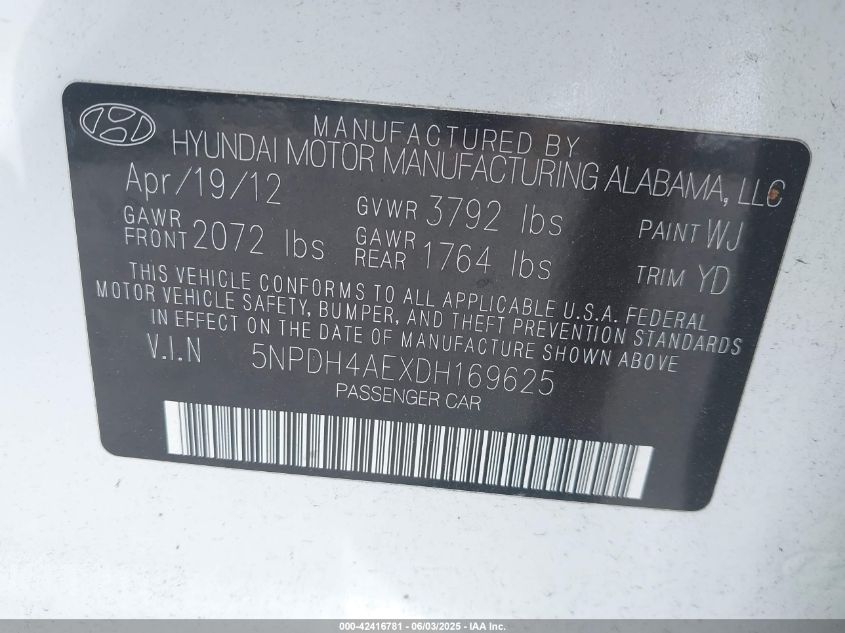 MANUFACTURED BY
HYUNDAI MOTOR MANUFACTURING ALABAMA, LLC
Apr/19/12
GVWR 3792 lbs
PAINT WJ
GAWR FRONT 2072 lbs
GAWR REAR 1764 lbs
TRIM YD
THIS VEHICLE CONFORMS TO ALL APPLICABLE U.S.A. FEDERAL
MOTOR VEHICLE SAFETY, BUMPER, AND THEFT PREVENTION STANDARDS
IN EFFECT ON THE DATE OF MANUFACTURE SHOWN ABOVE
V.I.N 5NPDH4AEXDH169625
PASSENGER CAR
000-42416781 - 06/03/2025 - IAA Inc.